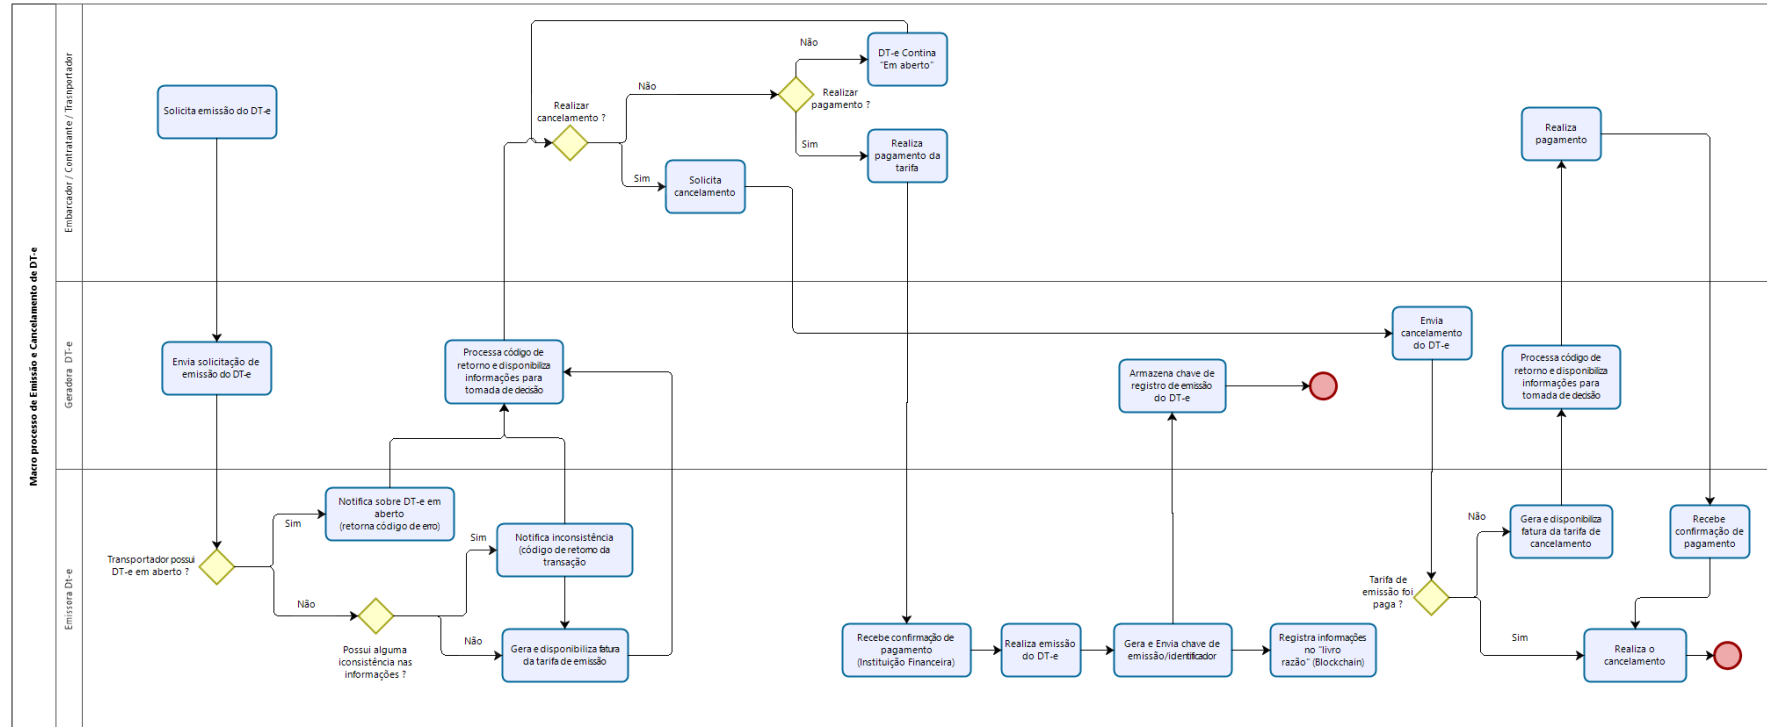 Macro processo de Emissão e Cancelamento de DT-e
Embarcador / Contratante / Trasnportador
Solicita emissão do DT-e
Realizar
cancelamento ?
Não
Sim
Solicita
cancelamento
Não
DT-e Contina
"Em aberto"
Realizar
pagamento ?
Sim
Realiza
pagamento da
tarifa
Realiza
pagamento
Geradora DT-e
Envia solicitação de
emissão do DT-e
Processa código de
retorno e disponibiliza
informações para
tomada de decisão
Armazena chave de
registro de emissão
do DT-e
Envia
cancelamento
do DT-e
Processa código de
retorno e disponibiliza
informações para
tomada de decisão
Emissora Dt-e
Transportador possui
DT-e em aberto ?
Sim
Notifica sobre DT-e em
aberto
(retorna código de erro)
Não
Possui alguma
iconsistência nas
informações ?
Sim
Notifica inconsistência
(código de retorno da
transação
Não
Gera e disponibiliza fatura
da tarifa de emissão
Recebe confirmação de
pagamento
(Instituição Financeira)
Realiza emissão
do DT-e
Gera e Envia chave de
emissão/identificador
Registra informações
no "livro
razão" (Blockchain)
Tarifa de
emissão foi
paga ?
Não
Gera e disponibiliza
fatura da tarifa de
cancelamento
Sim
Recebe
confirmação de
pagamento
Realiza o
cancelamento